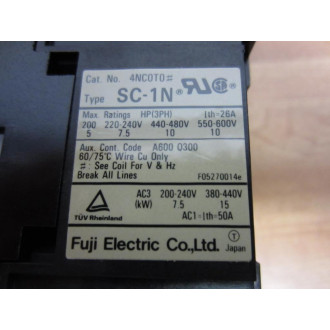 Cat. No. 4NC0T0#
Type SC-1N
Max. Ratings HP(3PH) Ith-26A
200 220-240V 440-480V 550-600V
5 7.5 10 10
Aux. Cont. Code A600 Q300
60/75℃ Wire Cu Only
#: See Coil For V & Hz
Break All Lines F05270014e
AC3 200-240V 380-440V
(kW) 7.5 15
TÜV Rheinland AC1-Ith-50A
Fuji Electric Co.,Ltd. T Japan